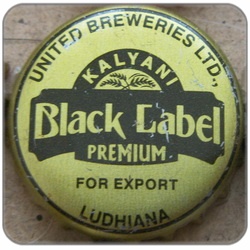 UNITED BREWERIES LTD.,
KALYANI
Black Label
PREMIUM
FOR EXPORT
LUDHIANA